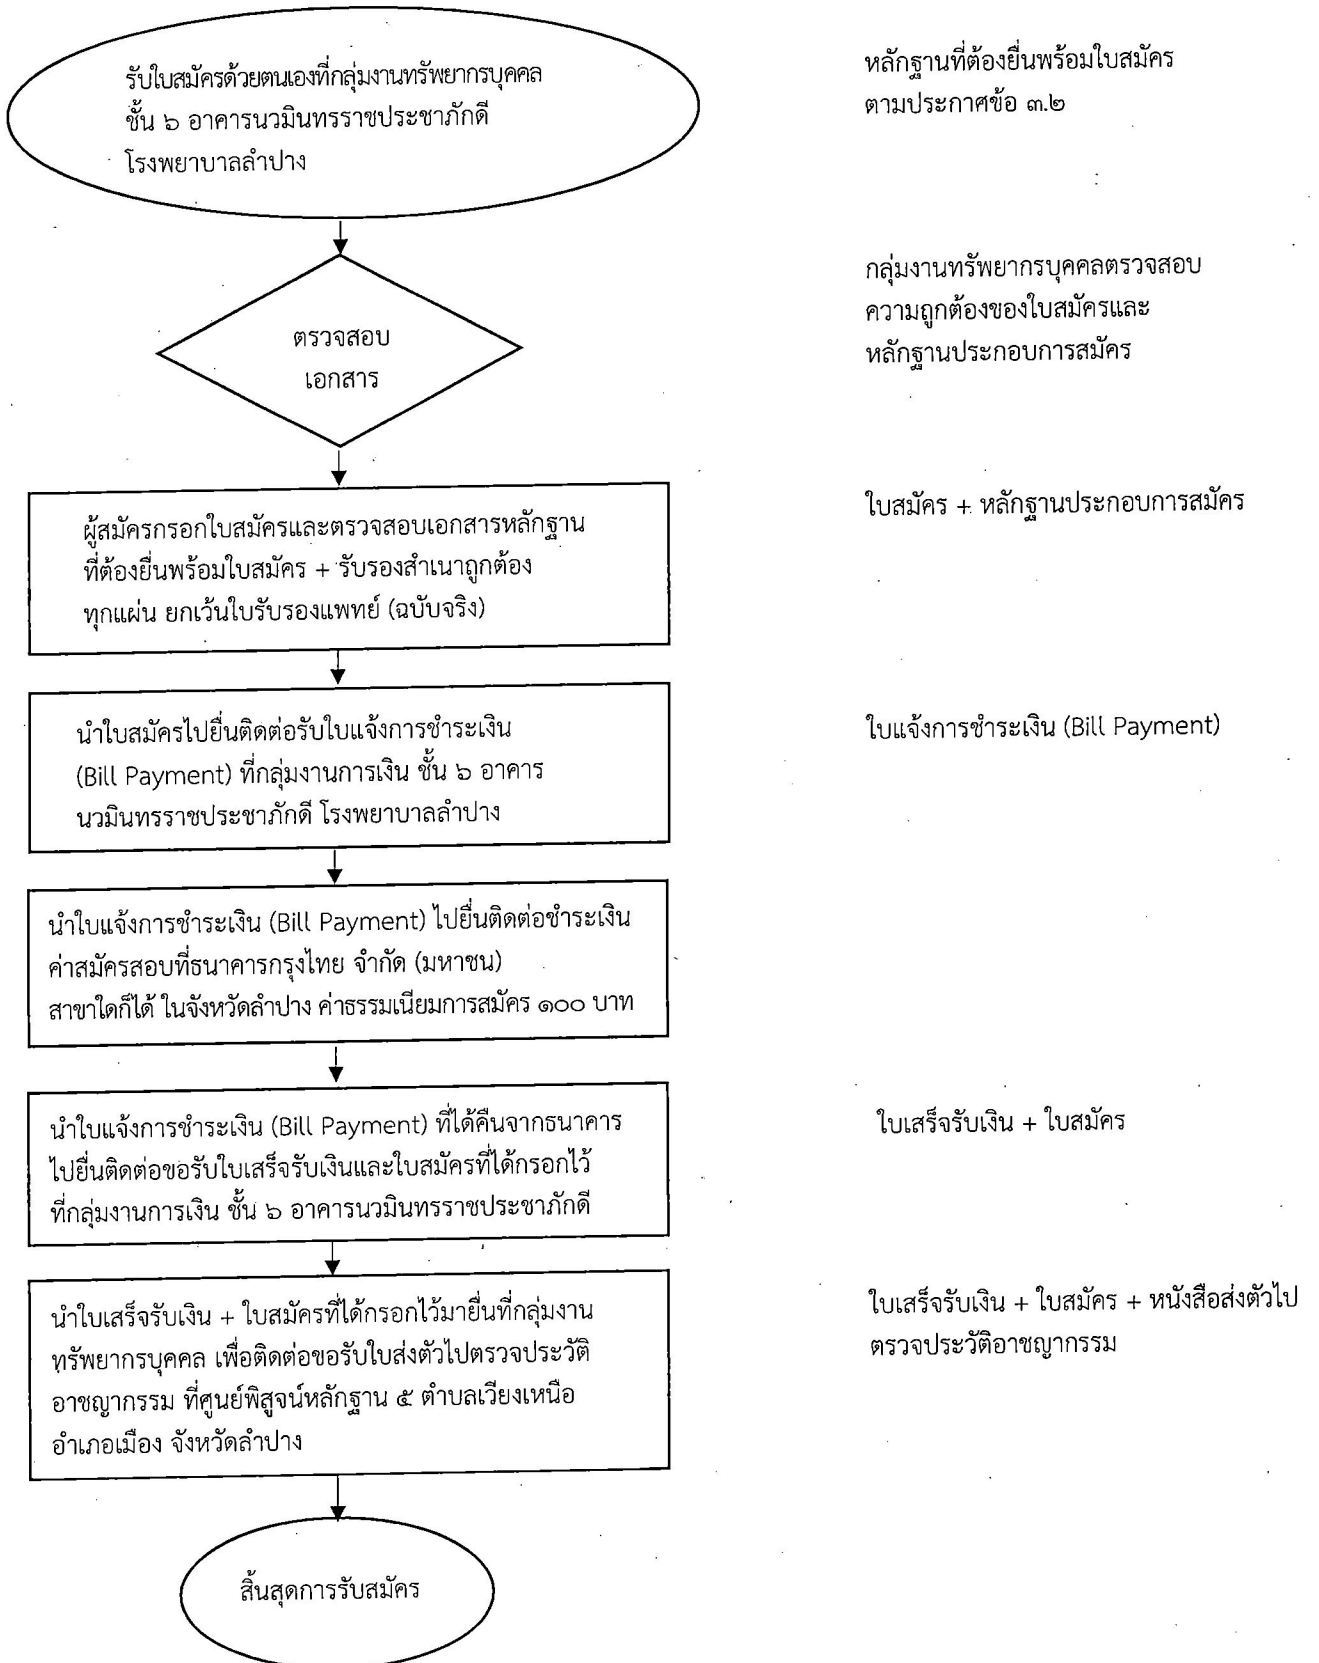 รับใบสมัครด้วยตนเองที่กลุ่มงานทรัพยากรบุคคล
ชั้น ๖ อาคารนวมินทรราชประชาภักดี
โรงพยาบาลลำปาง
หลักฐานที่ต้องยื่นพร้อมใบสมัคร
ตามประกาศข้อ ๓.๒
ตรวจสอบ
เอกสาร
กลุ่มงานทรัพยากรบุคคลตรวจสอบ
ความถูกต้องของใบสมัครและ
หลักฐานประกอบการสมัคร
ผู้สมัครกรอกใบสมัครและตรวจสอบเอกสารหลักฐาน
ที่ต้องยื่นพร้อมใบสมัคร + รับรองสำเนาถูกต้อง
ทุกแผ่น ยกเว้นใบรับรองแพทย์ (ฉบับจริง)
ใบสมัคร + หลักฐานประกอบการสมัคร
นำใบสมัครไปยื่นติดต่อรับใบแจ้งการชำระเงิน
(Bill Payment) ที่กลุ่มงานการเงิน ชั้น ๖ อาคาร
นวมินทรราชประชาภักดี โรงพยาบาลลำปาง
ใบแจ้งการชำระเงิน (Bill Payment)
นำใบแจ้งการชำระเงิน (Bill Payment) ไปยื่นติดต่อชำระเงิน
ค่าสมัครสอบที่ธนาคารกรุงไทย จำกัด (มหาชน)
สาขาใดก็ได้ ในจังหวัดลำปาง ค่าธรรมเนียมการสมัคร ๑๐๐ บาท
นำใบแจ้งการชำระเงิน (Bill Payment) ที่ได้คืนจากธนาคาร
ไปยื่นติดต่อขอรับใบเสร็จรับเงินและใบสมัครที่ได้กรอกไว้
ที่กลุ่มงานการเงิน ชั้น ๖ อาคารนวมินทรราชประชาภักดี
ใบเสร็จรับเงิน + ใบสมัคร
นำใบเสร็จรับเงิน + ใบสมัครที่ได้กรอกไว้มายื่นที่กลุ่มงาน
ทรัพยากรบุคคล เพื่อติดต่อขอรับใบส่งตัวไปตรวจประวัติ
อาชญากรรม ที่ศูนย์พิสูจน์หลักฐาน ๕ ตำบลเวียงเหนือ
อำเภอเมือง จังหวัดลำปาง
ใบเสร็จรับเงิน + ใบสมัคร + หนังสือส่งตัวไป
ตรวจประวัติอาชญากรรม
สิ้นสุดการรับสมัคร